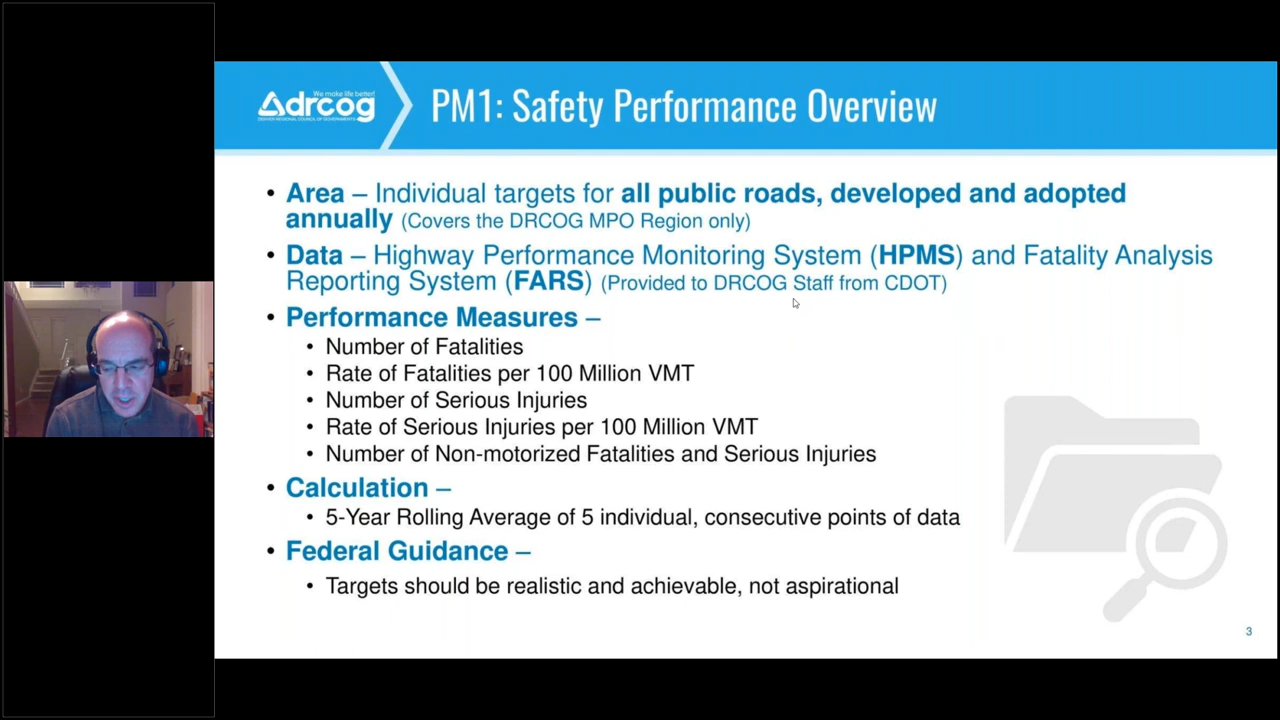 We make life better!
drcog
DENVER REGIONAL COUNCIL OF GOVERNMENTS
PM1: Safety Performance Overview
• Area – Individual targets for all public roads, developed and adopted
annually (Covers the DRCOG MPO Region only)
• Data – Highway Performance Monitoring System (HPMS) and Fatality Analysis
Reporting System (FARS) (Provided to DRCOG Staff from CDOT)
• Performance Measures –
• Number of Fatalities
• Rate of Fatalities per 100 Million VMT
• Number of Serious Injuries
• Rate of Serious Injuries per 100 Million VMT
• Number of Non-motorized Fatalities and Serious Injuries
• Calculation –
• 5-Year Rolling Average of 5 individual, consecutive points of data
• Federal Guidance –
• Targets should be realistic and achievable, not aspirational
3